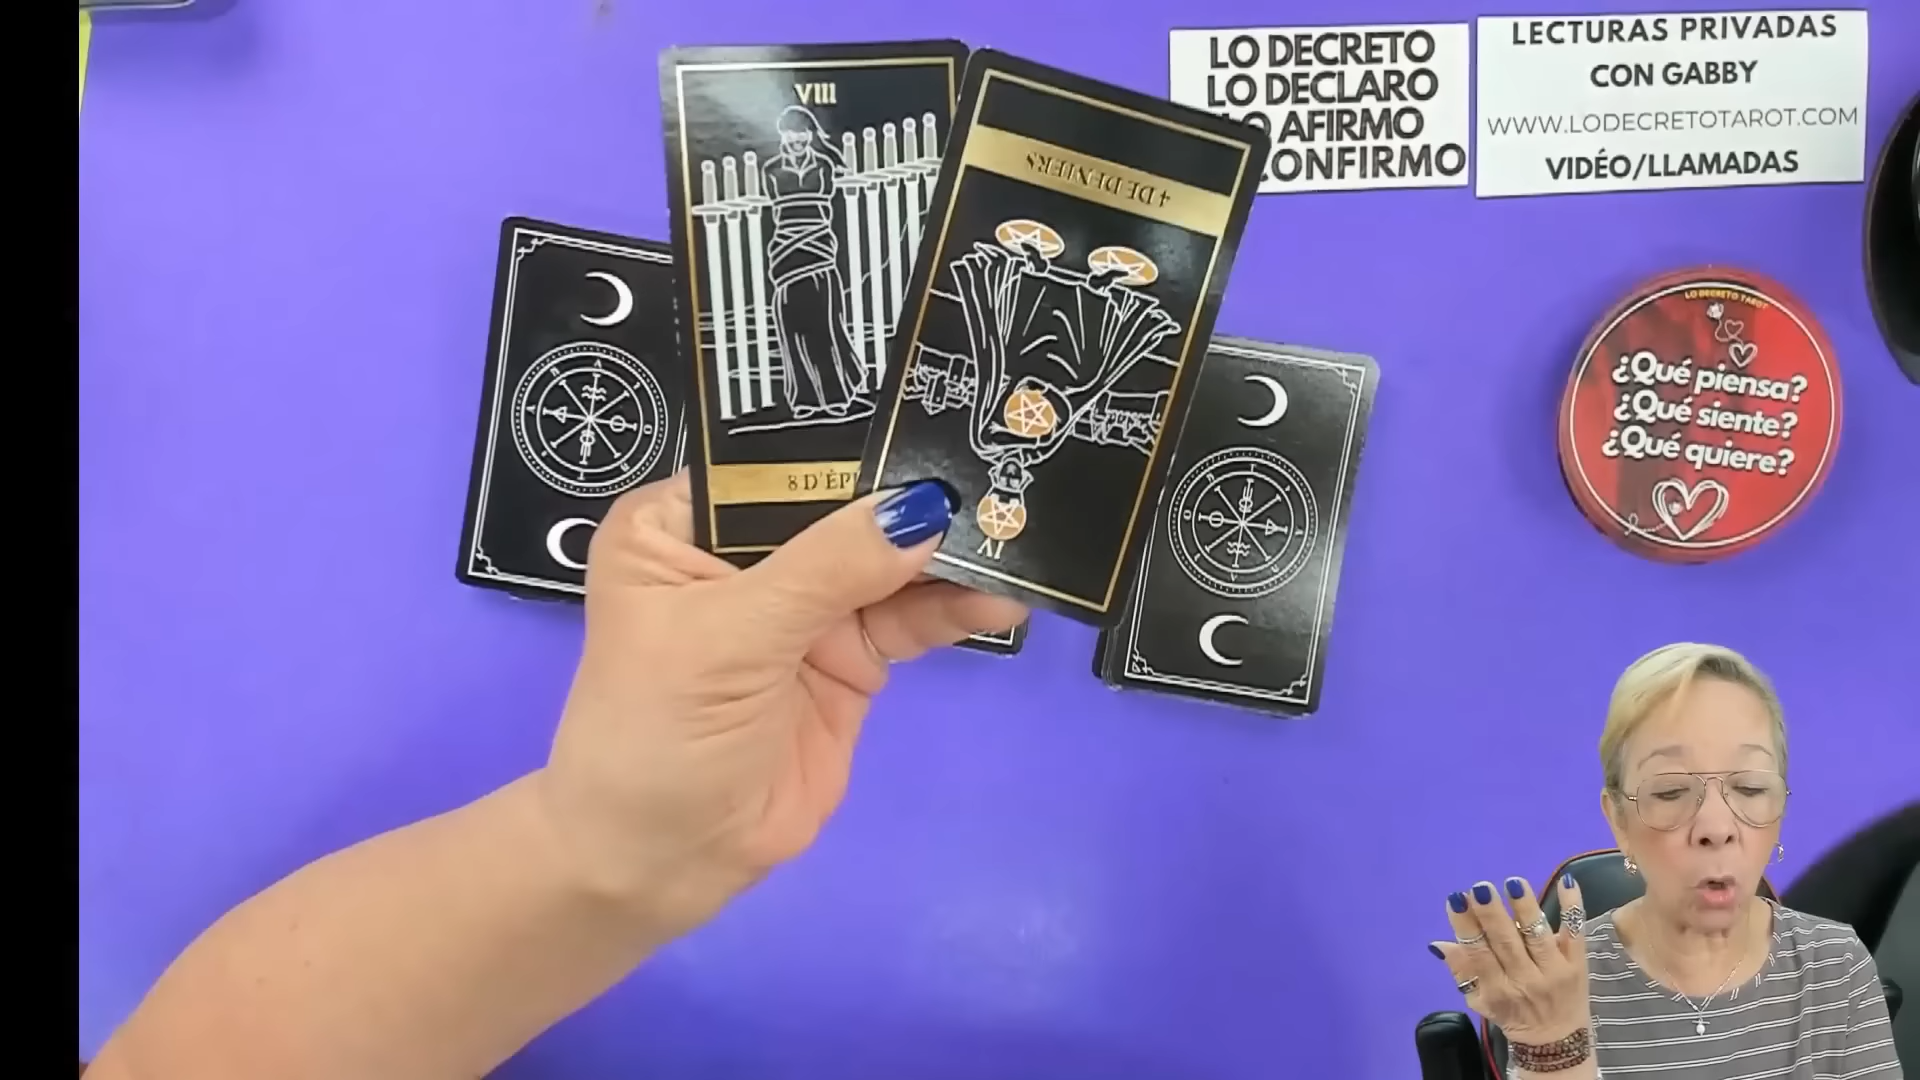 VIII
8 D'ÉP
4 DE DENIERS
IV
LO DECRETO
LO DECLARO
LO AFIRMO
CONFIRMO
LECTURAS PRIVADAS
CON GABBY
WWW.LODECRETOTAROT.COM
VIDÉO/LLAMADAS
LO DECRETO TAROT
¿Qué piensa?
¿Qué siente?
¿Qué quiere?